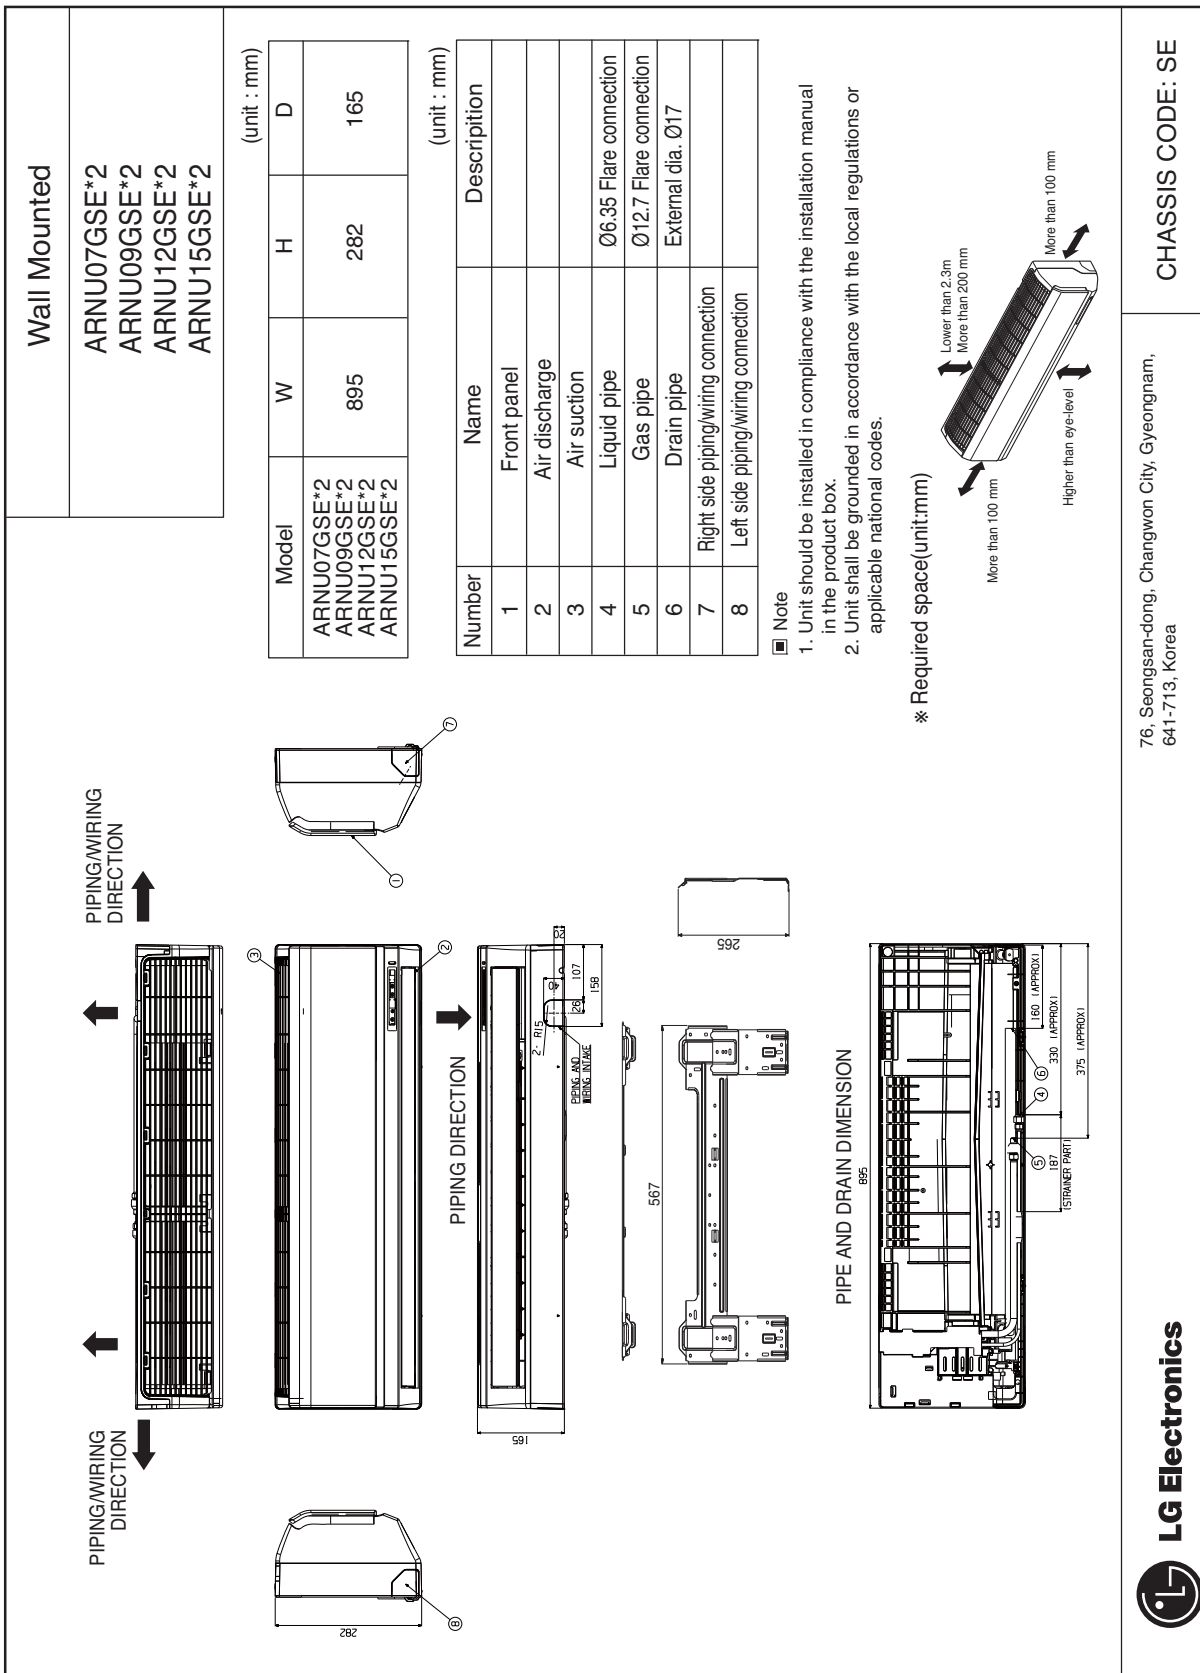 Wall Mounted
ARNU07GSE*2
ARNU09GSE*2
ARNU12GSE*2
ARNU15GSE*2
(unit : mm)
Model W H D
ARNU07GSE*2
ARNU09GSE*2
ARNU12GSE*2
ARNU15GSE*2
895 282 165
(unit : mm)
Number Name Descripition
1 Front panel
2 Air discharge
3 Air suction
4 Liquid pipe Ø6.35 Flare connection
5 Gas pipe Ø12.7 Flare connection
6 Drain pipe External dia. Ø17
7 Right side piping/wiring connection
8 Left side piping/wiring connection
▣ Note
1. Unit should be installed in compliance with the installation manual
in the product box.
2. Unit shall be grounded in accordance with the local regulations or
applicable national codes.
※ Required space(unit:mm)
Lower than 2.3m
More than 200 mm
More than 100 mm
More than 100 mm
Higher than eye-level
PIPING/WIRING
DIRECTION
PIPING/WIRING
DIRECTION
282
8
3
2
1
7
PIPING DIRECTION
165
2- R15
40
20
26
107
158
PIPING AND
WIRING INTAKE
567
265
PIPE AND DRAIN DIMENSION
895
5
4
6
160 (APPROX)
187
330 (APPROX)
(STRAINER PART)
375 (APPROX)
LG Electronics
76, Seongsan-dong, Changwon City, Gyeongnam,
641-713, Korea
CHASSIS CODE: SE